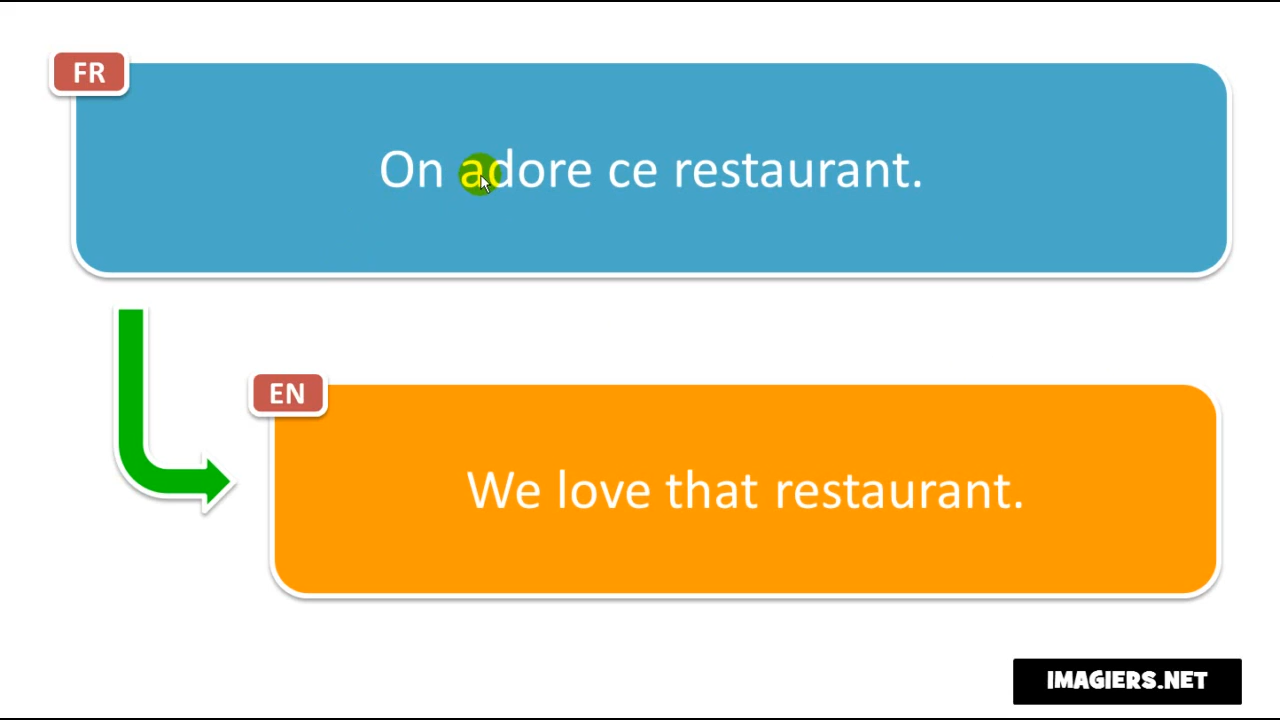 FR
On adore ce restaurant.
EN
We love that restaurant.
IMAGIERS.NET